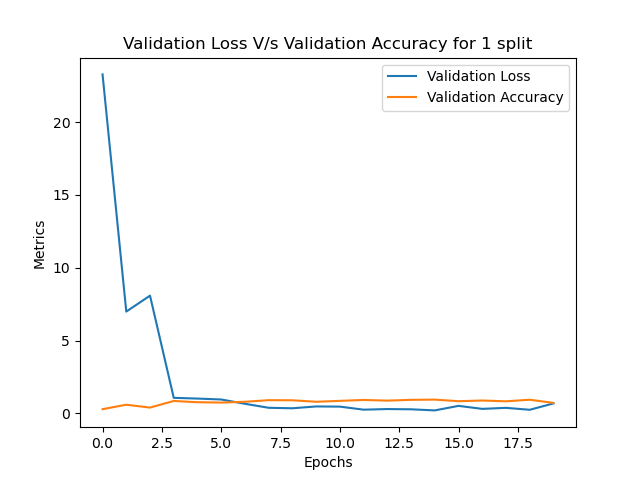 Validation Loss V/s Validation Accuracy for 1 split
Validation Loss
Validation Accuracy
Metrics
20
15
10
5
0
0.0 2.5 5.0 7.5 10.0 12.5 15.0 17.5
Epochs